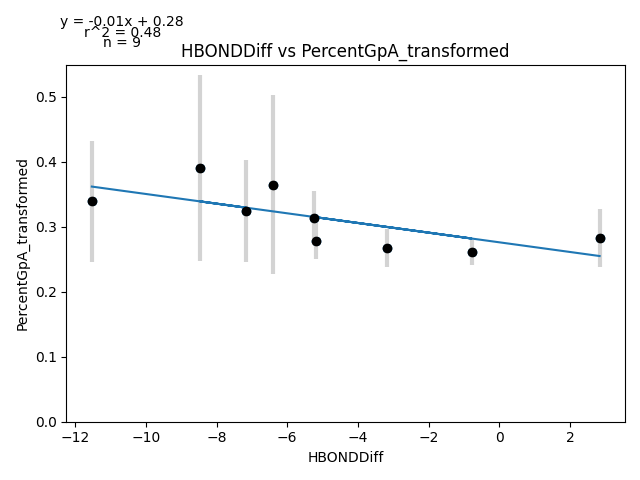 y = -0.01x + 0.28
r^2 = 0.48
n = 9
HBONDDiff vs PercentGpA_transformed
PercentGpA_transformed
0.5
0.4
0.3
0.2
0.1
0.0
−12 −10 −8 −6 −4 −2 0 2
HBONDDiff